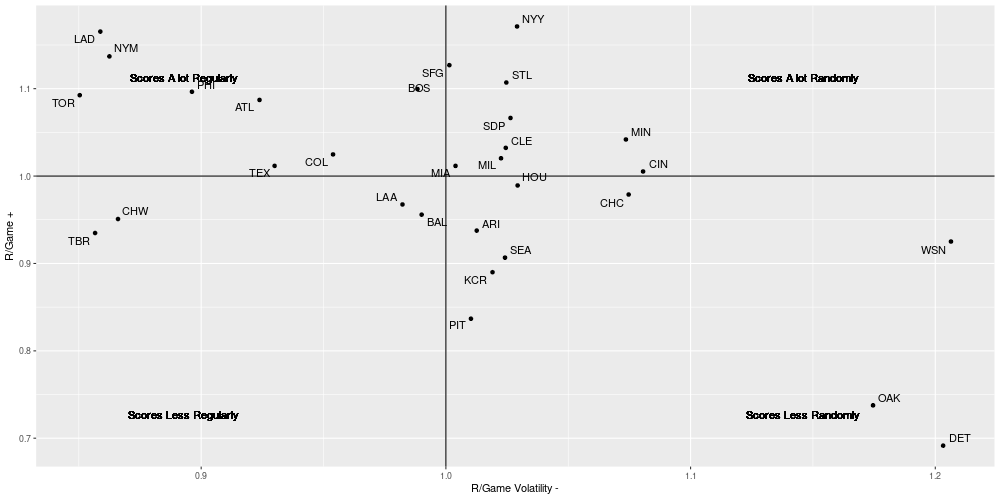 NYY
LAD
NYM
SFG
STL
Scores A lot Regularly
Scores A lot Randomly
PHI
BOS
1.1
TOR
ATL
SDP
MIN
CLE
COL
MIL
CIN
TEX
MIA
1.0
HOU
LAA
CHC
CHW
BAL
ARI
TBR
R/Game +
SEA
WSN
0.9
KCR
PIT
0.8
OAK
Scores Less Regularly
Scores Less Randomly
0.7
DET
0.9
1.0
1.1
1.2
R/Game Volatility -